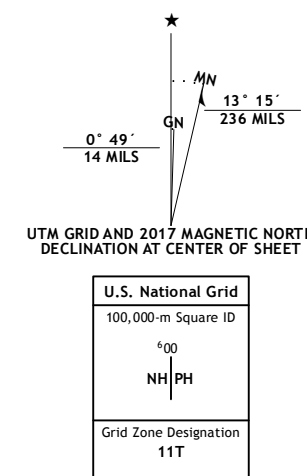 ★
MN
GN
13° 15´
236 MILS
0° 49´
14 MILS
UTM GRID AND 2017 MAGNETIC NORTH
DECLINATION AT CENTER OF SHEET
U.S. National Grid
100,000-m Square ID
⁶00
NH PH
Grid Zone Designation
11T